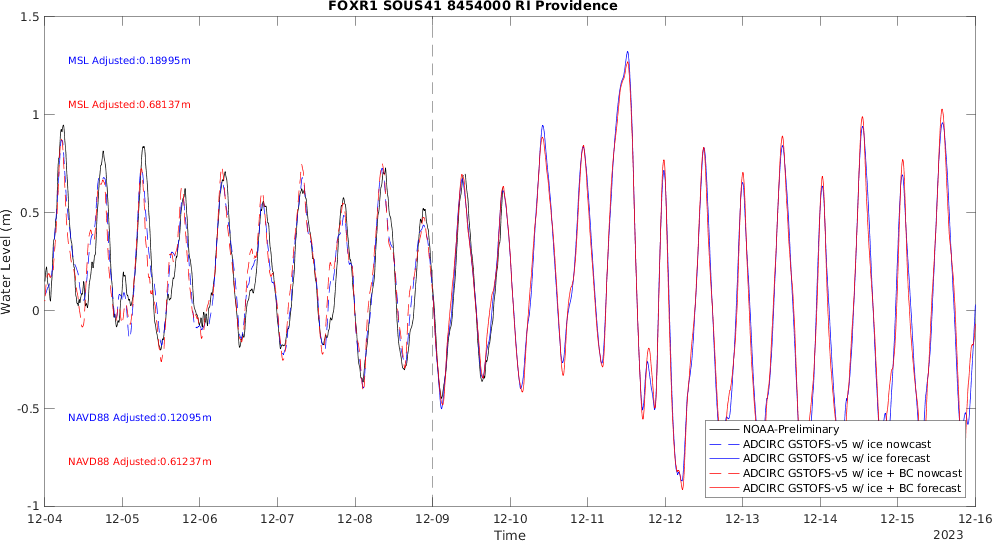 FOXR1 SOUS41 8454000 RI Providence
1.5
MSL Adjusted:0.18995m
MSL Adjusted:0.68137m
1
0.5
Water Level (m)
0
-0.5
NAVD88 Adjusted:0.12095m
NAVD88 Adjusted:0.61237m
NOAA-Preliminary
ADCIRC GSTOFS-v5 w/ ice nowcast
ADCIRC GSTOFS-v5 w/ ice forecast
ADCIRC GSTOFS-v5 w/ ice + BC nowcast
ADCIRC GSTOFS-v5 w/ ice + BC forecast
-1
12-04 12-05 12-06 12-07 12-08 12-09 12-10 12-11 12-12 12-13 12-14 12-15 12-16
Time
2023